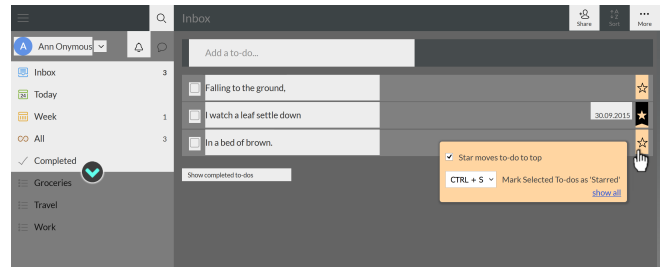 Inbox
Share
Sort
More
A Ann Onymous
Add a to-do...
Inbox 3
24 Today
Week 1
All 3
Completed
Groceries
Travel
Work
Falling to the ground,
I watch a leaf settle down
30.09.2015
In a bed of brown.
Show completed to-dos
Star moves to-do to top
CTRL + S Mark Selected To-dos as 'Starred'
show all